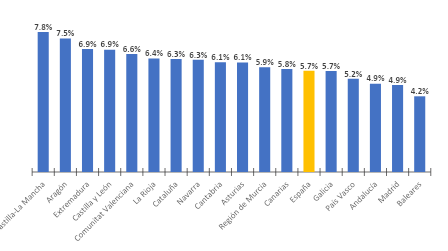 7.8%
7.5%
6.9%
6.9%
6.6%
6.4%
6.3%
6.3%
6.1%
6.1%
5.9%
5.8%
5.7%
5.7%
5.2%
4.9%
4.9%
4.2%
astilla-La Mancha
Aragón
Extremadura
Castilla y León
Comunitat Valenciana
La Rioja
Cataluña
Navarra
Cantabria
Asturias
Región de Murcia
Canarias
España
Galicia
País Vasco
Andalucía
Madrid
Baleares